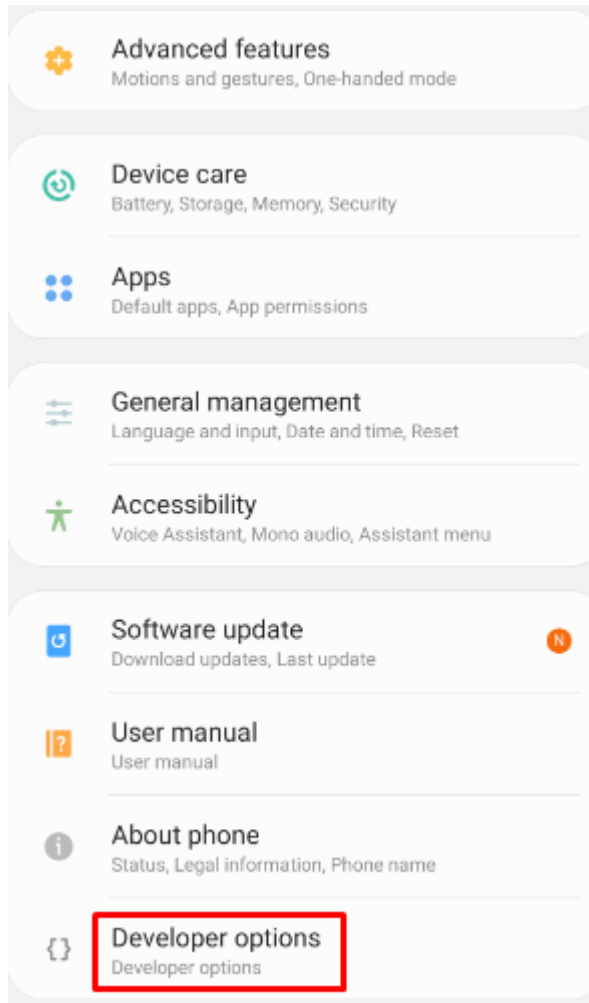 Advanced features
Motions and gestures, One-handed mode
Device care
Battery, Storage, Memory, Security
Apps
Default apps, App permissions
General management
Language and input, Date and time, Reset
Accessibility
Voice Assistant, Mono audio, Assistant menu
Software update
N
Download updates, Last update
?
User manual
User manual
i
About phone
Status, Legal information, Phone name
{}
Developer options
Developer options